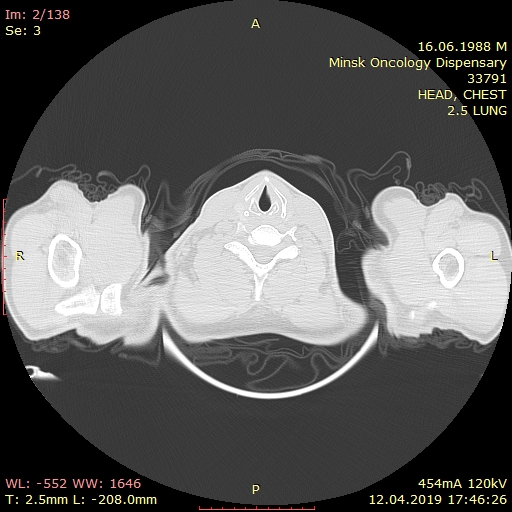 Im: 2/138
Se: 3
A
16.06.1988 M
Minsk Oncology Dispensary
33791
HEAD, CHEST
2.5 LUNG
R
L
WL: -552 WW: 1646
T: 2.5mm L: -208.0mm
P
454mA 120kV
12.04.2019 17:46:26